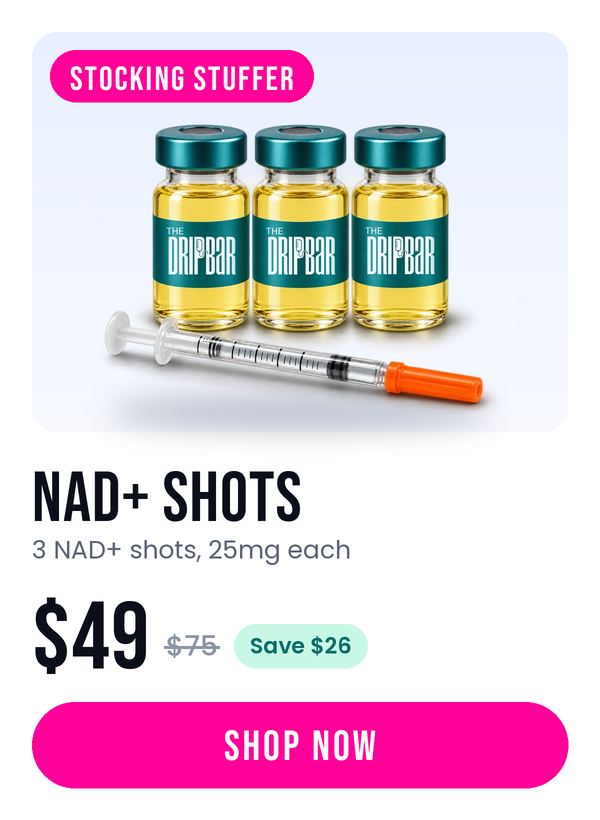 STOCKING STUFFER
THE
DRIPBAR
THE
DRIPBAR
THE
DRIPBAR
NAD+ SHOTS
3 NAD+ shots, 25mg each
$49 $75 Save $26
SHOP NOW